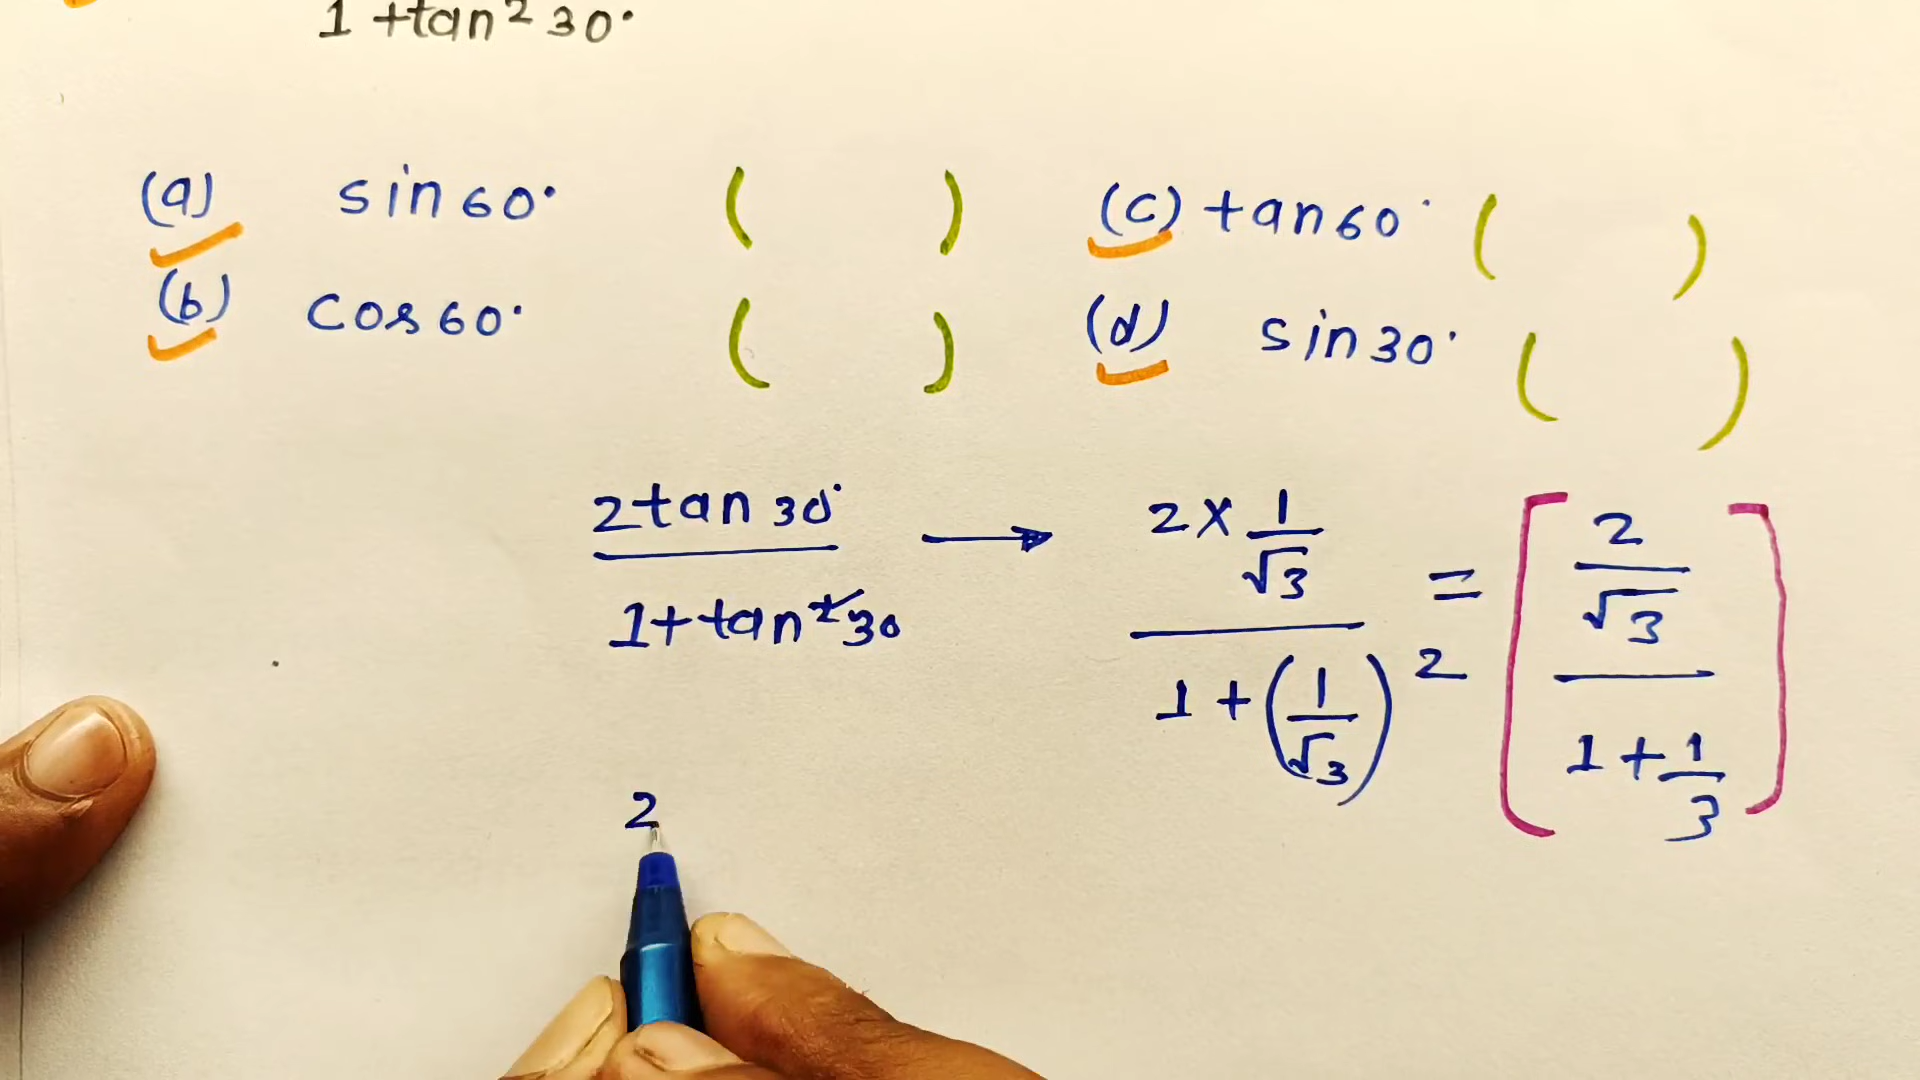 1 + tan² 30°
(a) sin 60° ( ) (c) tan 60° ( )
(b) cos 60° ( ) (d) sin 30° ( )
2 tan 30° / 1 + tan² 30 → 2 × 1/√3 / 1 + (1/√3)² = [ 2/√3 / 1 + 1/3 ]
2